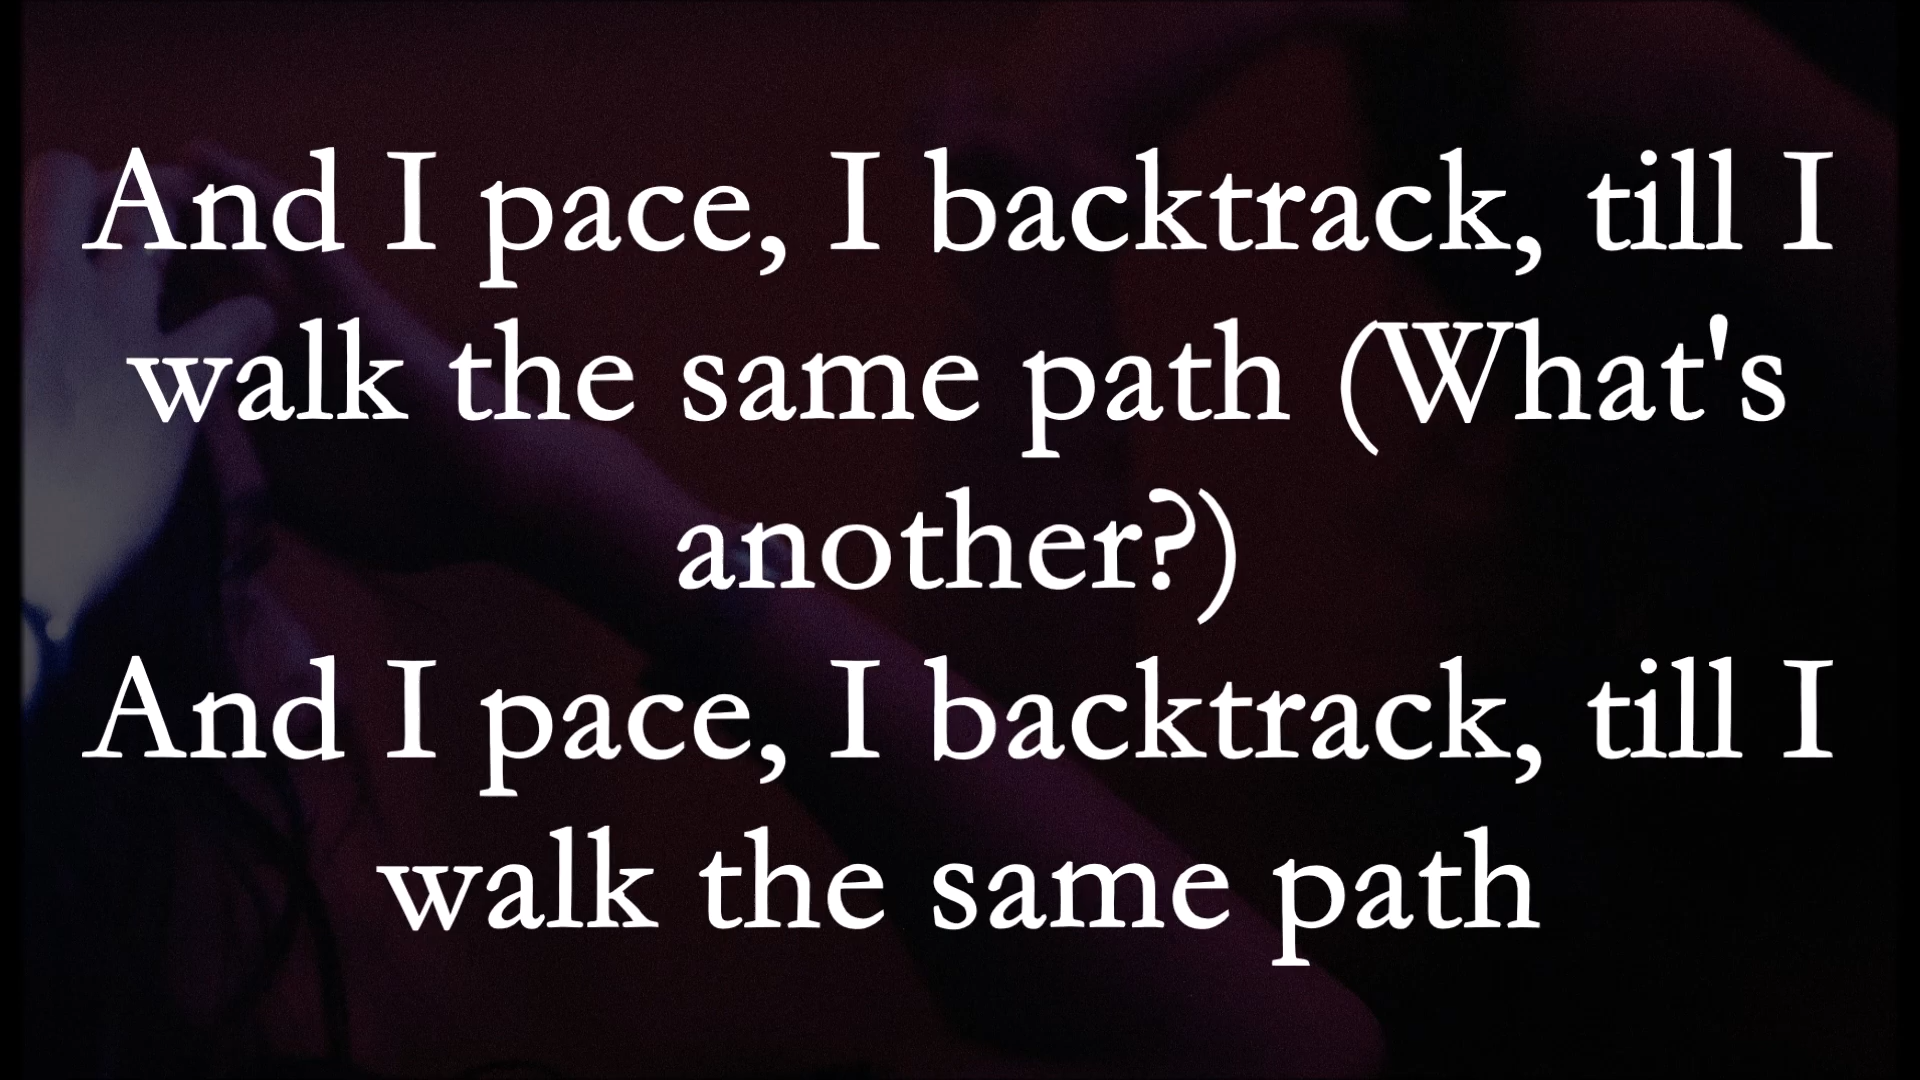 And I pace, I backtrack, till I
walk the same path (What's
another?)
And I pace, I backtrack, till I
walk the same path